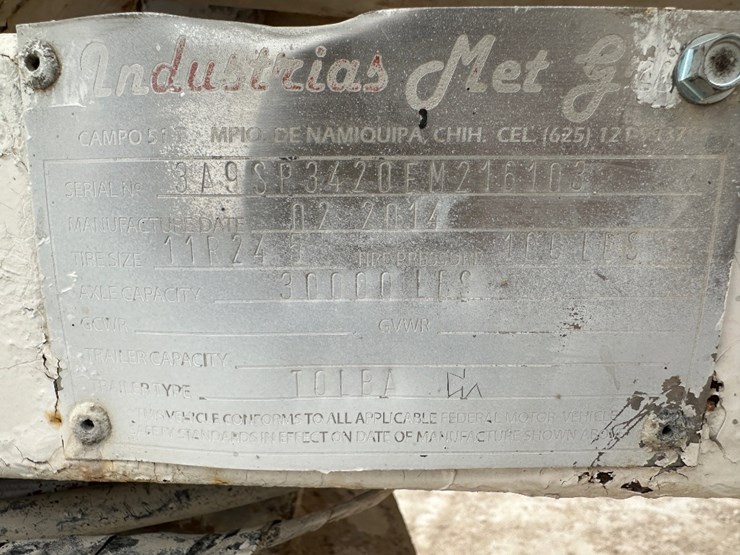 Industrias Met
CAMPO MPIO. DE NAMIQUIPA, CHIH. CEL. (625)
SERIAL No 3A9SP3420EM216103
MANUFACTURE DATE 02 2014
TIRE SIZE 11R24.5 LBS
AXLE CAPACITY 30000 LBS
GVWR
TRAILER CAPACITY
TRAILER TYPE TOLBA
THIS VEHICLE CONFORMS TO ALL APPLICABLE FEDERAL MOTOR VEHICLE
SAFETY STANDARDS IN EFFECT ON DATE OF MANUFACTURE SHOWN